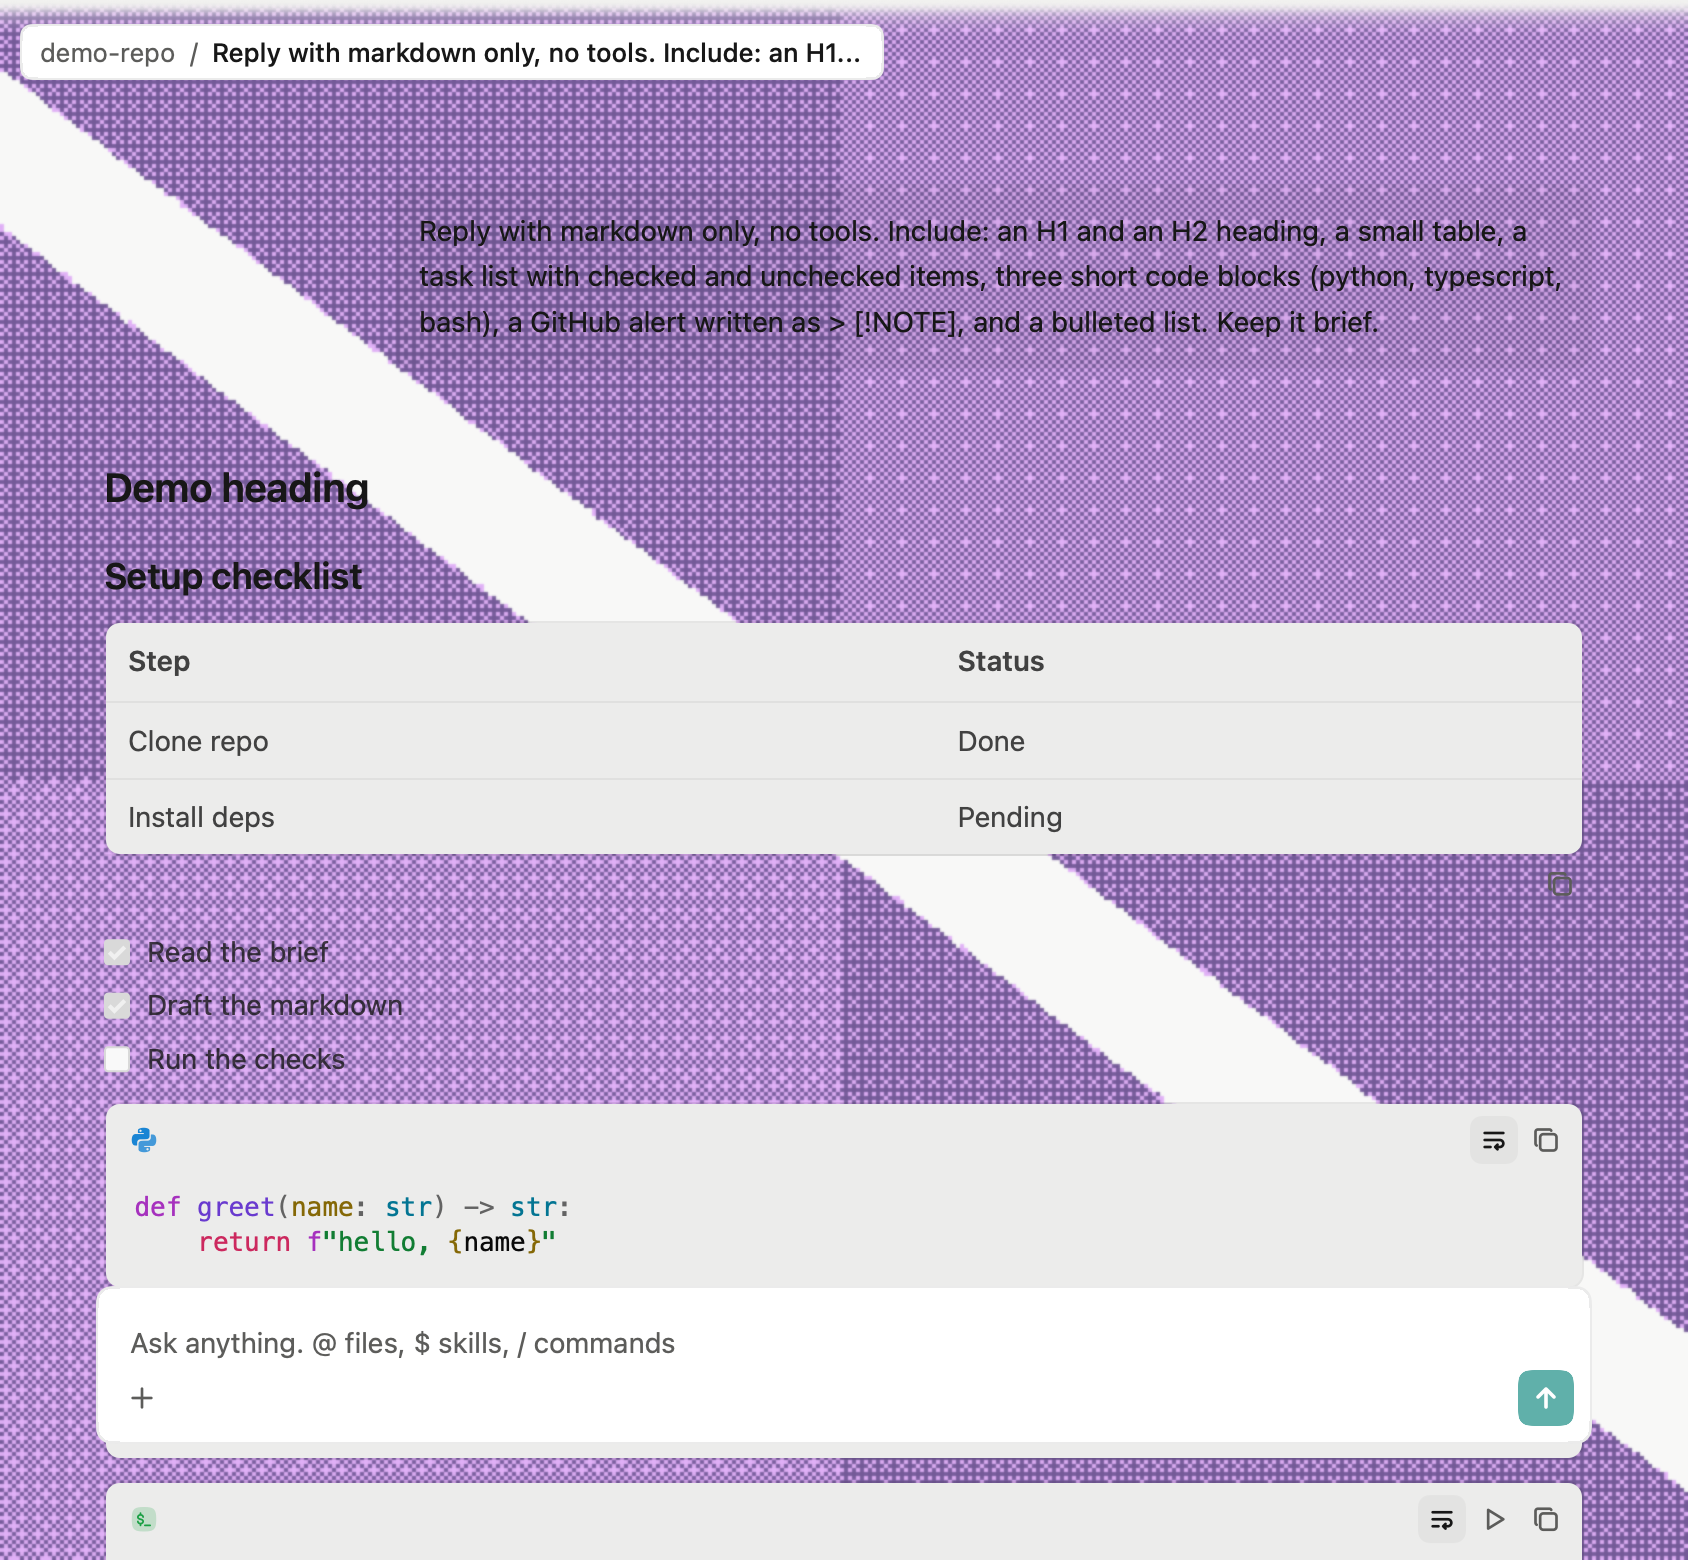 demo-repo / Reply with markdown only, no tools. Include: an H1...
Reply with markdown only, no tools. Include: an H1 and an H2 heading, a small table, a
task list with checked and unchecked items, three short code blocks (python, typescript,
bash), a GitHub alert written as > [!NOTE], and a bulleted list. Keep it brief.
Demo heading
Setup checklist
Step Status
Clone repo Done
Install deps Pending
Read the brief
Draft the markdown
Run the checks
def greet(name: str) -> str:
    return f"hello, {name}"
Ask anything. @ files, $ skills, / commands
$_